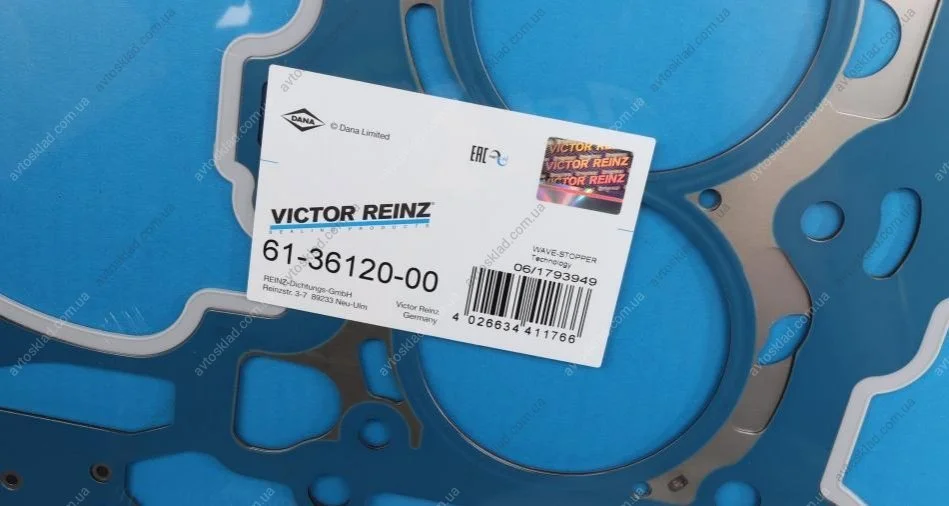 DANA
© Dana Limited
EAC
VICTOR REINZ
VICTOR REINZ
VICTOR REINZ
VICTOR REINZ®
SEALING PRODUCTS
61-36120-00
REINZ-Dichtungs-GmbH
Reinzstr. 3-7 89233 Neu-Ulm
Victor Reinz
Germany
WAVE-STOPPER
Technology
06/1793949
4 026634 411766
avtosklad.com.ua